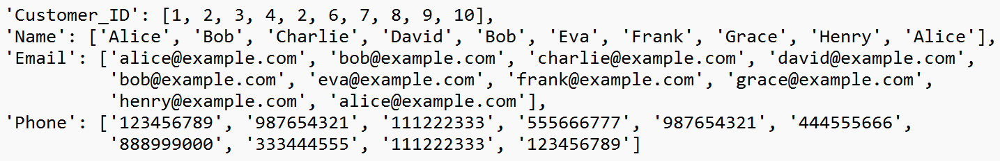 'Customer_ID': [1, 2, 3, 4, 2, 6, 7, 8, 9, 10],
'Name': ['Alice', 'Bob', 'Charlie', 'David', 'Bob', 'Eva', 'Frank', 'Grace', 'Henry', 'Alice'],
'Email': ['alice@example.com', 'bob@example.com', 'charlie@example.com', 'david@example.com',
'bob@example.com', 'eva@example.com', 'frank@example.com', 'grace@example.com',
'henry@example.com', 'alice@example.com'],
'Phone': ['123456789', '987654321', '111222333', '555666777', '987654321', '444555666',
'888999000', '333444555', '111222333', '123456789']